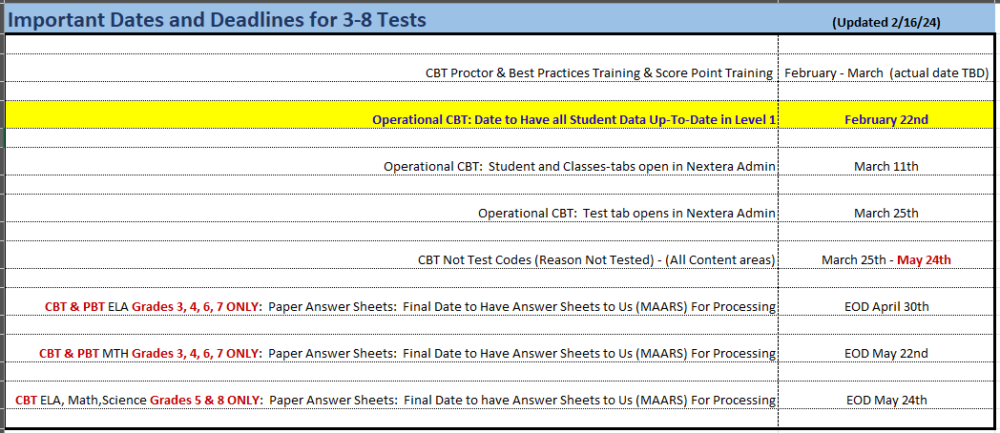 Important Dates and Deadlines for 3-8 Tests (Updated 2/16/24)
CBT Proctor & Best Practices Training & Score Point Training February - March (actual date TBD)
Operational CBT: Date to Have all Student Data Up-To-Date in Level 1 February 22nd
Operational CBT: Student and Classes-tabs open in Nextera Admin March 11th
Operational CBT: Test tab opens in Nextera Admin March 25th
CBT Not Test Codes (Reason Not Tested) - (All Content areas) March 25th - May 24th
CBT & PBT ELA Grades 3, 4, 6, 7 ONLY: Paper Answer Sheets: Final Date to Have Answer Sheets to Us (MAARS) For Processing EOD April 30th
CBT & PBT MTH Grades 3, 4, 6, 7 ONLY: Paper Answer Sheets: Final Date to Have Answer Sheets to Us (MAARS) For Processing EOD May 22nd
CBT ELA, Math,Science Grades 5 & 8 ONLY: Paper Answer Sheets: Final Date to have Answer Sheets to Us (MAARS) For Processing EOD May 24th